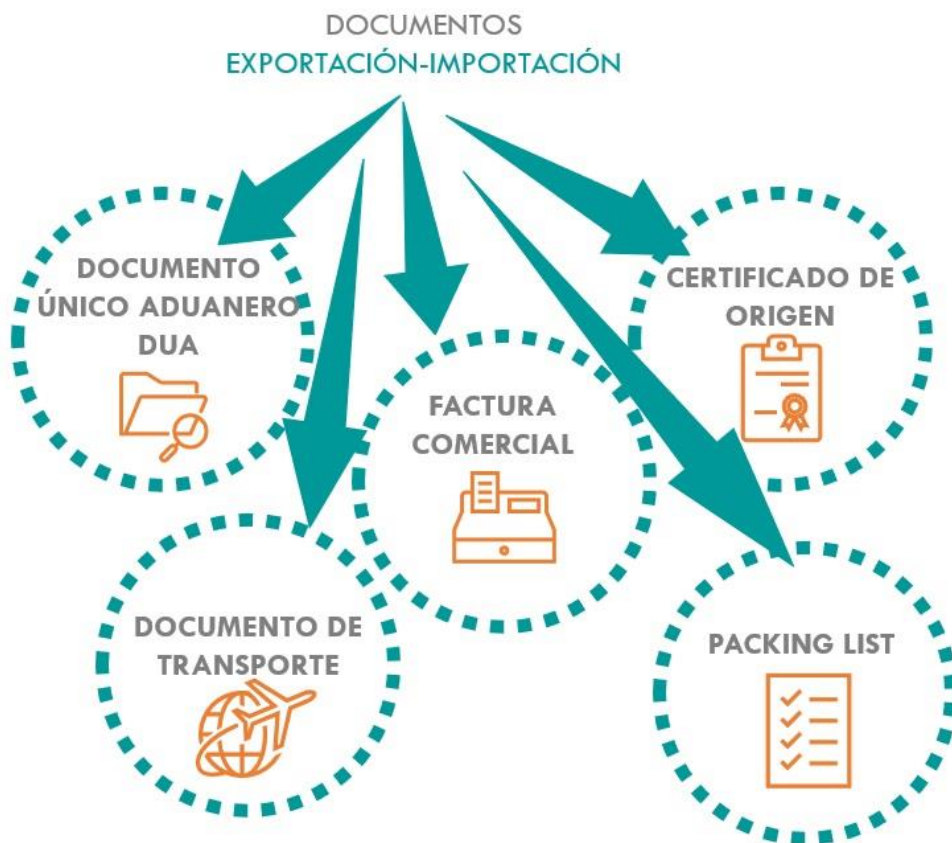 DOCUMENTOS
EXPORTACIÓN-IMPORTACIÓN
DOCUMENTO
ÚNICO ADUANERO
DUA
CERTIFICADO DE
ORIGEN
FACTURA
COMERCIAL
DOCUMENTO DE
TRANSPORTE
PACKING LIST